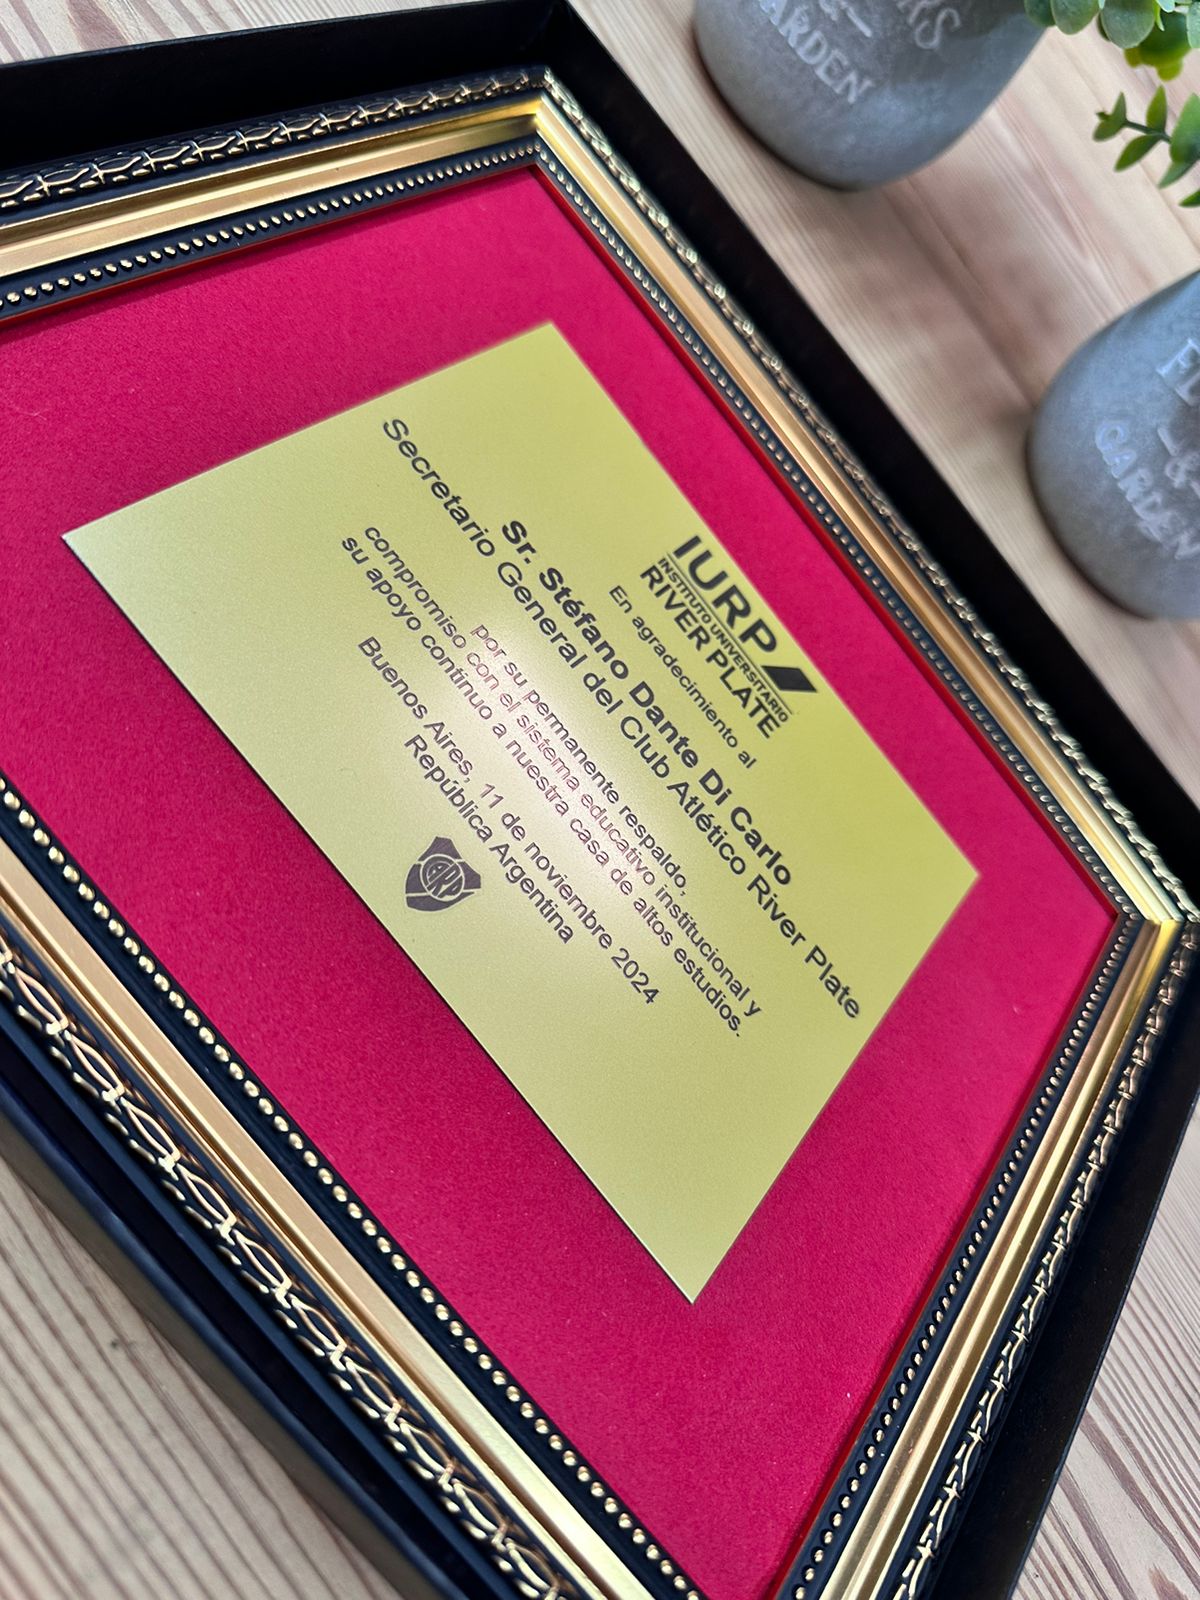 IURP
INSTITUTO UNIVERSITARIO
RIVER PLATE
En agradecimiento al
Sr. Stéfano Dante Di Carlo
Secretario General del Club Atlético River Plate
por su permanente respaldo,
compromiso con el sistema educativo institucional y
su apoyo continuo a nuestra casa de altos estudios.
Buenos Aires, 11 de noviembre 2024
República Argentina
CARP
&
GARDEN
&
GARDEN